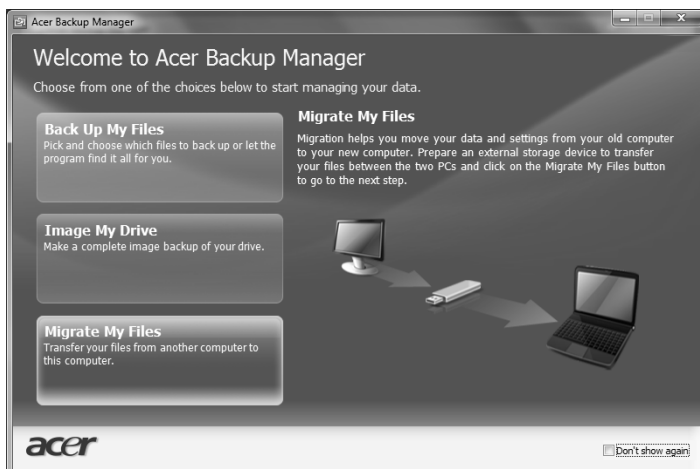 Acer Backup Manager
Welcome to Acer Backup Manager
Choose from one of the choices below to start managing your data.
Back Up My Files
Pick and choose which files to back up or let the
program find it all for you.
Image My Drive
Make a complete image backup of your drive.
Migrate My Files
Transfer your files from another computer to
this computer.
Migrate My Files
Migration helps you move your data and settings from your old computer
to your new computer. Prepare an external storage device to transfer
your files between the two PCs and click on the Migrate My Files button
to go to the next step.
acer
Don't show again